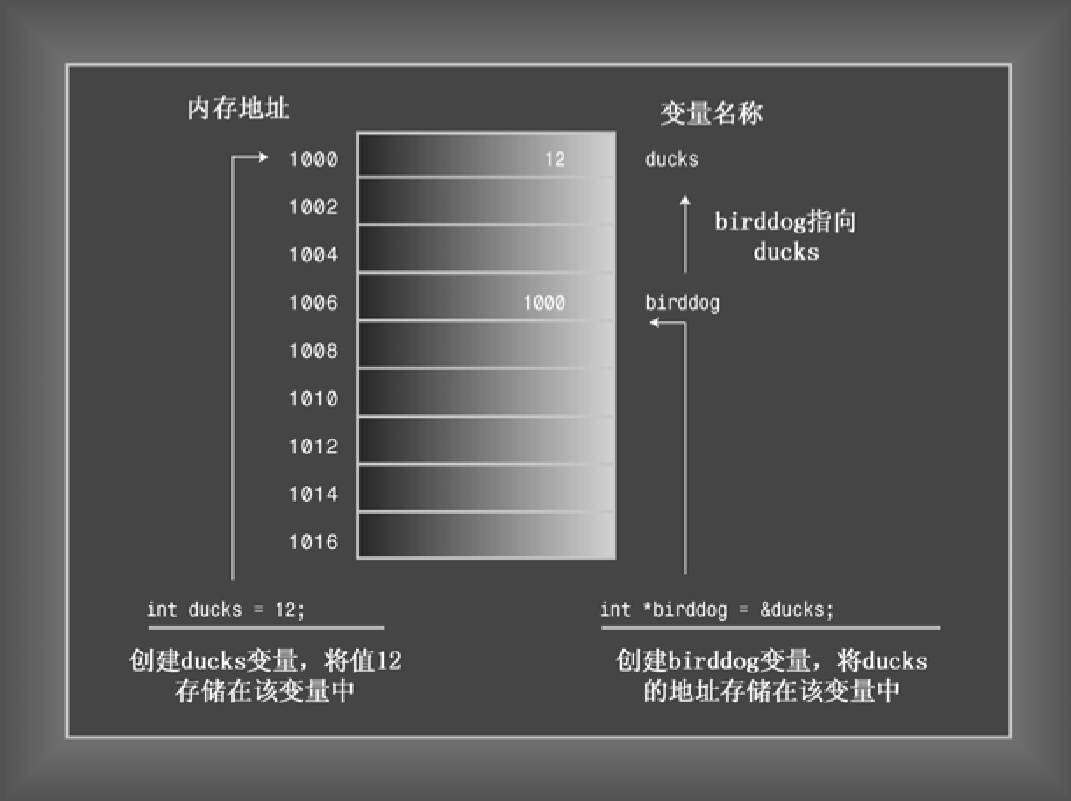 内存地址
变量名称
1000 12 ducks
1002
birddog指向
ducks
1004
1006 1000 birddog
1008
1010
1012
1014
1016
int ducks = 12;
创建ducks变量，将值12
存储在该变量中
int *birddog = &ducks;
创建birddog变量，将ducks
的地址存储在该变量中